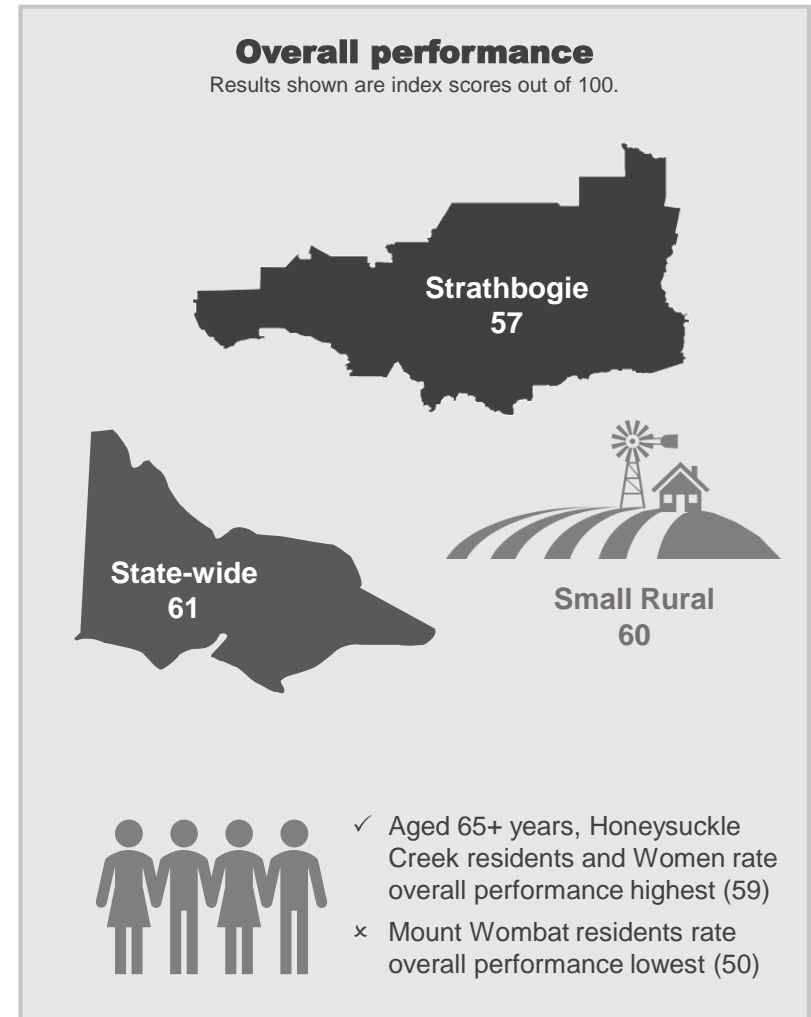 Overall performance
Results shown are index scores out of 100.
Strathbogie
57
State-wide
61
Small Rural
60
✓ Aged 65+ years, Honeysuckle
Creek residents and Women rate
overall performance highest (59)
× Mount Wombat residents rate
overall performance lowest (50)